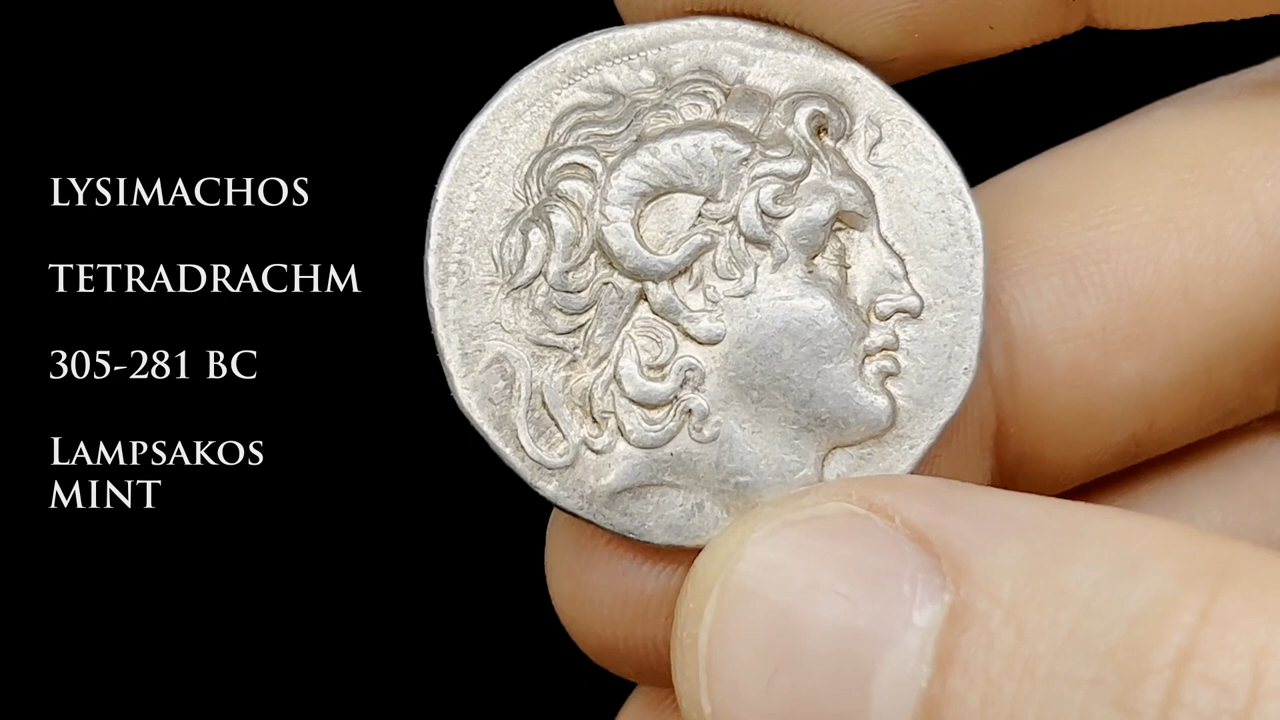 LYSIMACHOS
TETRADRACHM
305-281 BC
LAMPSAKOS
MINT